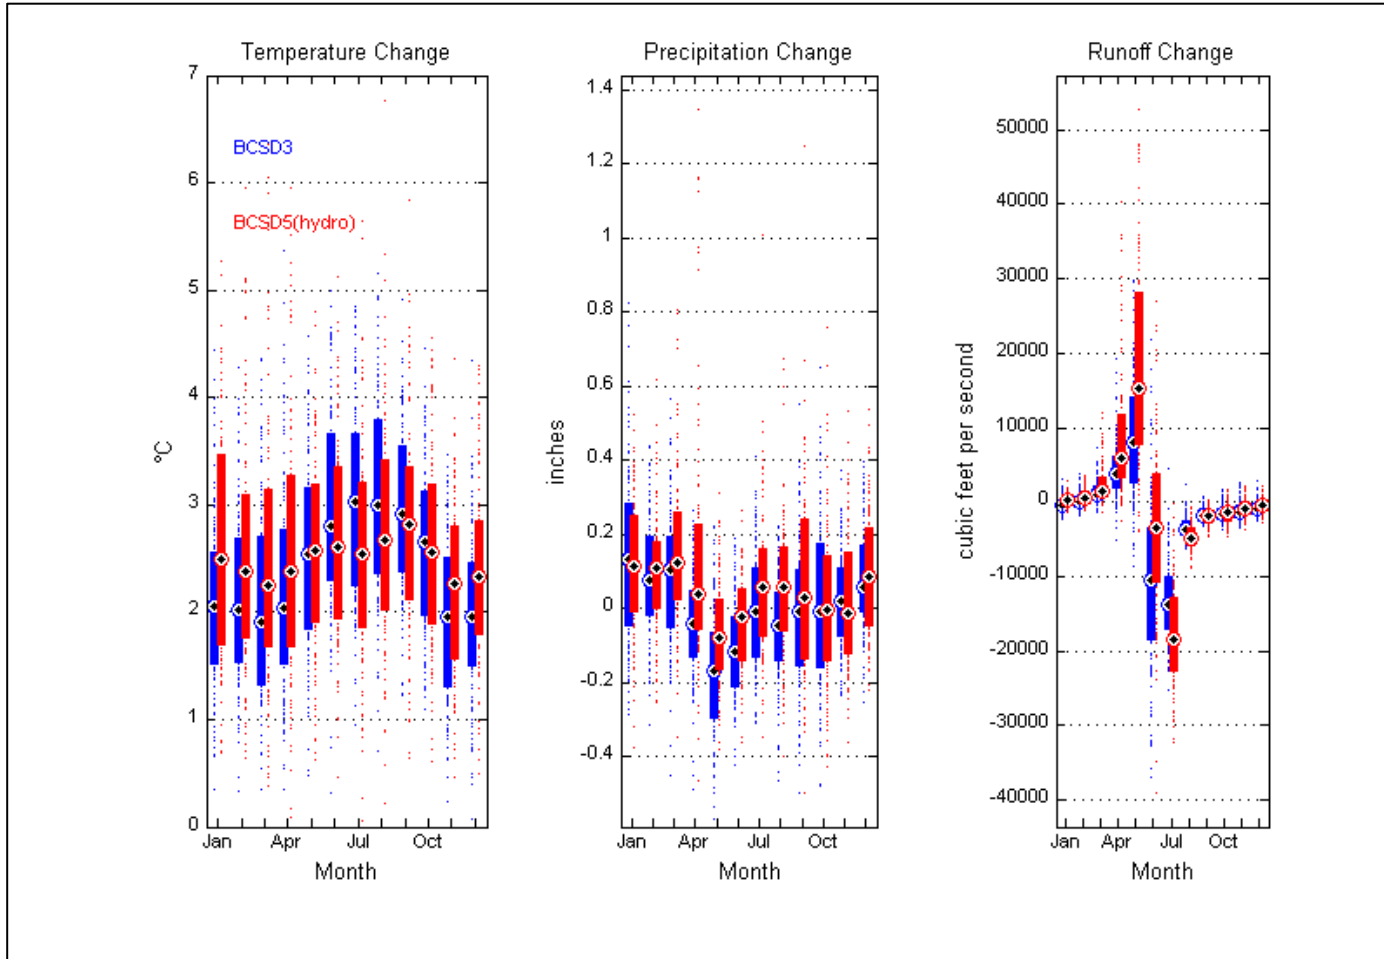 Temperature Change
7
6
5
4
3
2
1
0
°C
BCSD3
BCSD5(hydro)
Jan Apr Jul Oct
Month
Precipitation Change
1.4
1.2
1
0.8
0.6
0.4
0.2
0
-0.2
-0.4
inches
Jan Apr Jul Oct
Month
Runoff Change
50000
40000
30000
20000
10000
0
-10000
-20000
-30000
-40000
cubic feet per second
Jan Apr Jul Oct
Month